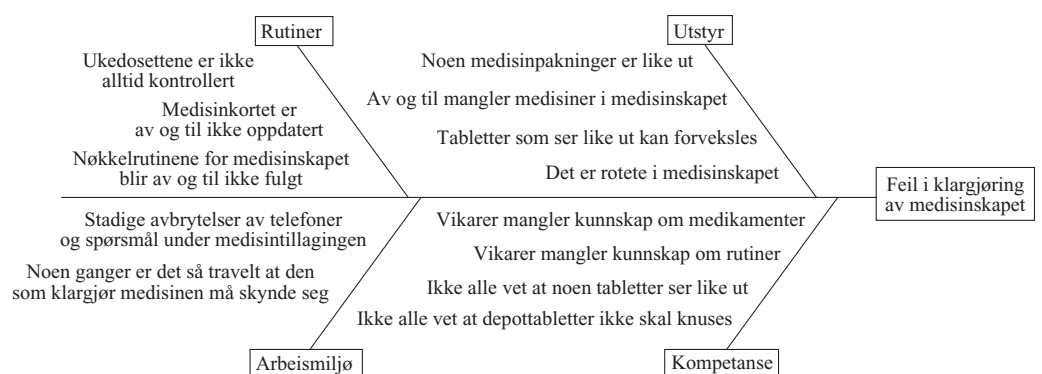 Rutiner
Utstyr
Ukedosettene er ikke
alltid kontrollert
Medisinkortet er
av og til ikke oppdatert
Nøkkelrutinene for medisinskapet
blir av og til ikke fulgt
Noen medisinpakninger er like ut
Av og til mangler medisiner i medisinskapet
Tabletter som ser like ut kan forveksles
Det er rotete i medisinskapet
Feil i klargjøring
av medisinskapet
Stadige avbrytelser av telefoner
og spørsmål under medisintillagingen
Noen ganger er det så travelt at den
som klargjør medisinen må skynde seg
Vikarer mangler kunnskap om medikamenter
Vikarer mangler kunnskap om rutiner
Ikke alle vet at noen tabletter ser like ut
Ikke alle vet at depottabletter ikke skal knuses
Arbeismiljø
Kompetanse